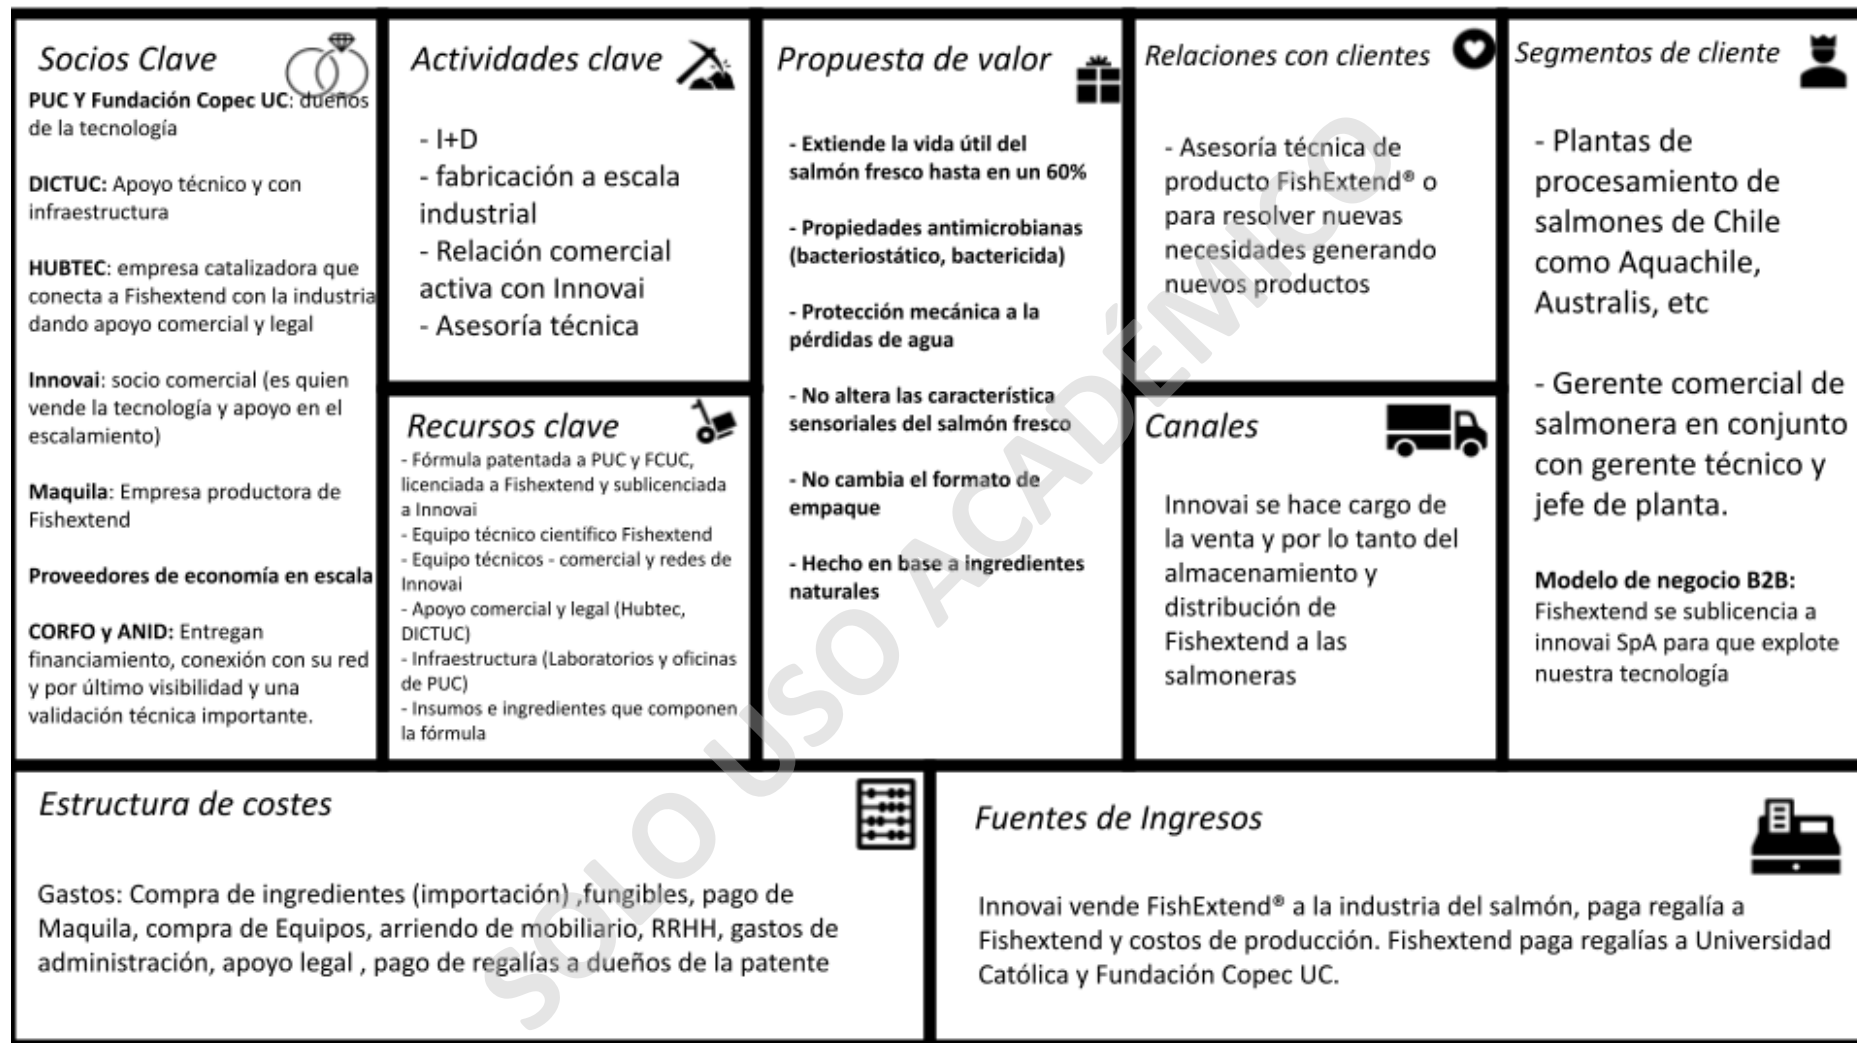 Socios Clave
PUC Y Fundación Copec UC: dueños
de la tecnología
DICTUC: Apoyo técnico y con
infraestructura
HUBTEC: empresa catalizadora que
conecta a Fishextend con la industria
dando apoyo comercial y legal
Innovai: socio comercial (es quien
vende la tecnología y apoyo en el
escalamiento)
Maquila: Empresa productora de
Fishextend
Proveedores de economía en escala
CORFO y ANID: Entregan
financiamiento, conexión con su red
y por último visibilidad y una
validación técnica importante.
Actividades clave
- I+D
- fabricación a escala
industrial
- Relación comercial
activa con Innovai
- Asesoría técnica
Recursos clave
- Fórmula patentada a PUC y FCUC,
licenciada a Fishextend y sublicenciada
a Innovai
- Equipo técnico científico Fishextend
- Equipo técnicos - comercial y redes de
Innovai
- Apoyo comercial y legal (Hubtec,
DICTUC)
- Infraestructura (Laboratorios y oficinas
de PUC)
- Insumos e ingredientes que componen
la fórmula
Propuesta de valor
- Extiende la vida útil del
salmón fresco hasta en un 60%
- Propiedades antimicrobianas
(bacteriostático, bactericida)
- Protección mecánica a la
pérdidas de agua
- No altera las característica
sensoriales del salmón fresco
- No cambia el formato de
empaque
- Hecho en base a ingredientes
naturales
Relaciones con clientes
- Asesoría técnica de
producto FishExtend® o
para resolver nuevas
necesidades generando
nuevos productos
Canales
Innovai se hace cargo de
la venta y por lo tanto del
almacenamiento y
distribución de
Fishextend a las
salmoneras
Segmentos de cliente
- Plantas de
procesamiento de
salmones de Chile
como Aquachile,
Australis, etc
- Gerente comercial de
salmonera en conjunto
con gerente técnico y
jefe de planta.
Modelo de negocio B2B:
Fishextend se sublicencia a
innovai SpA para que explote
nuestra tecnología
Estructura de costes
Gastos: Compra de ingredientes (importación) ,fungibles, pago de
Maquila, compra de Equipos, arriendo de mobiliario, RRHH, gastos de
administración, apoyo legal , pago de regalías a dueños de la patente
Fuentes de Ingresos
Innovai vende FishExtend® a la industria del salmón, paga regalía a
Fishextend y costos de producción. Fishextend paga regalías a Universidad
Católica y Fundación Copec UC.
SOLO USO ACADÉMICO